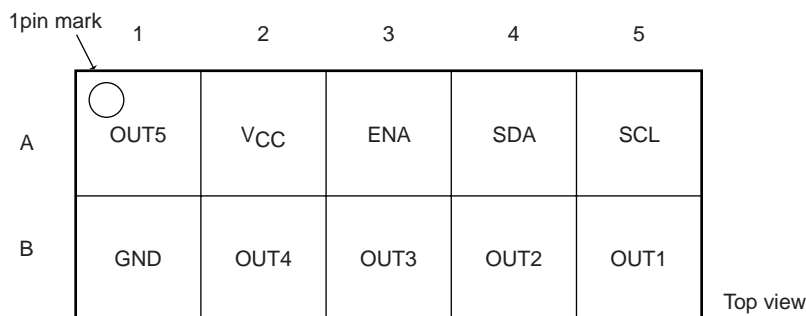 1pin mark
1 2 3 4 5
A OUT5 VCC ENA SDA SCL
B GND OUT4 OUT3 OUT2 OUT1
Top view